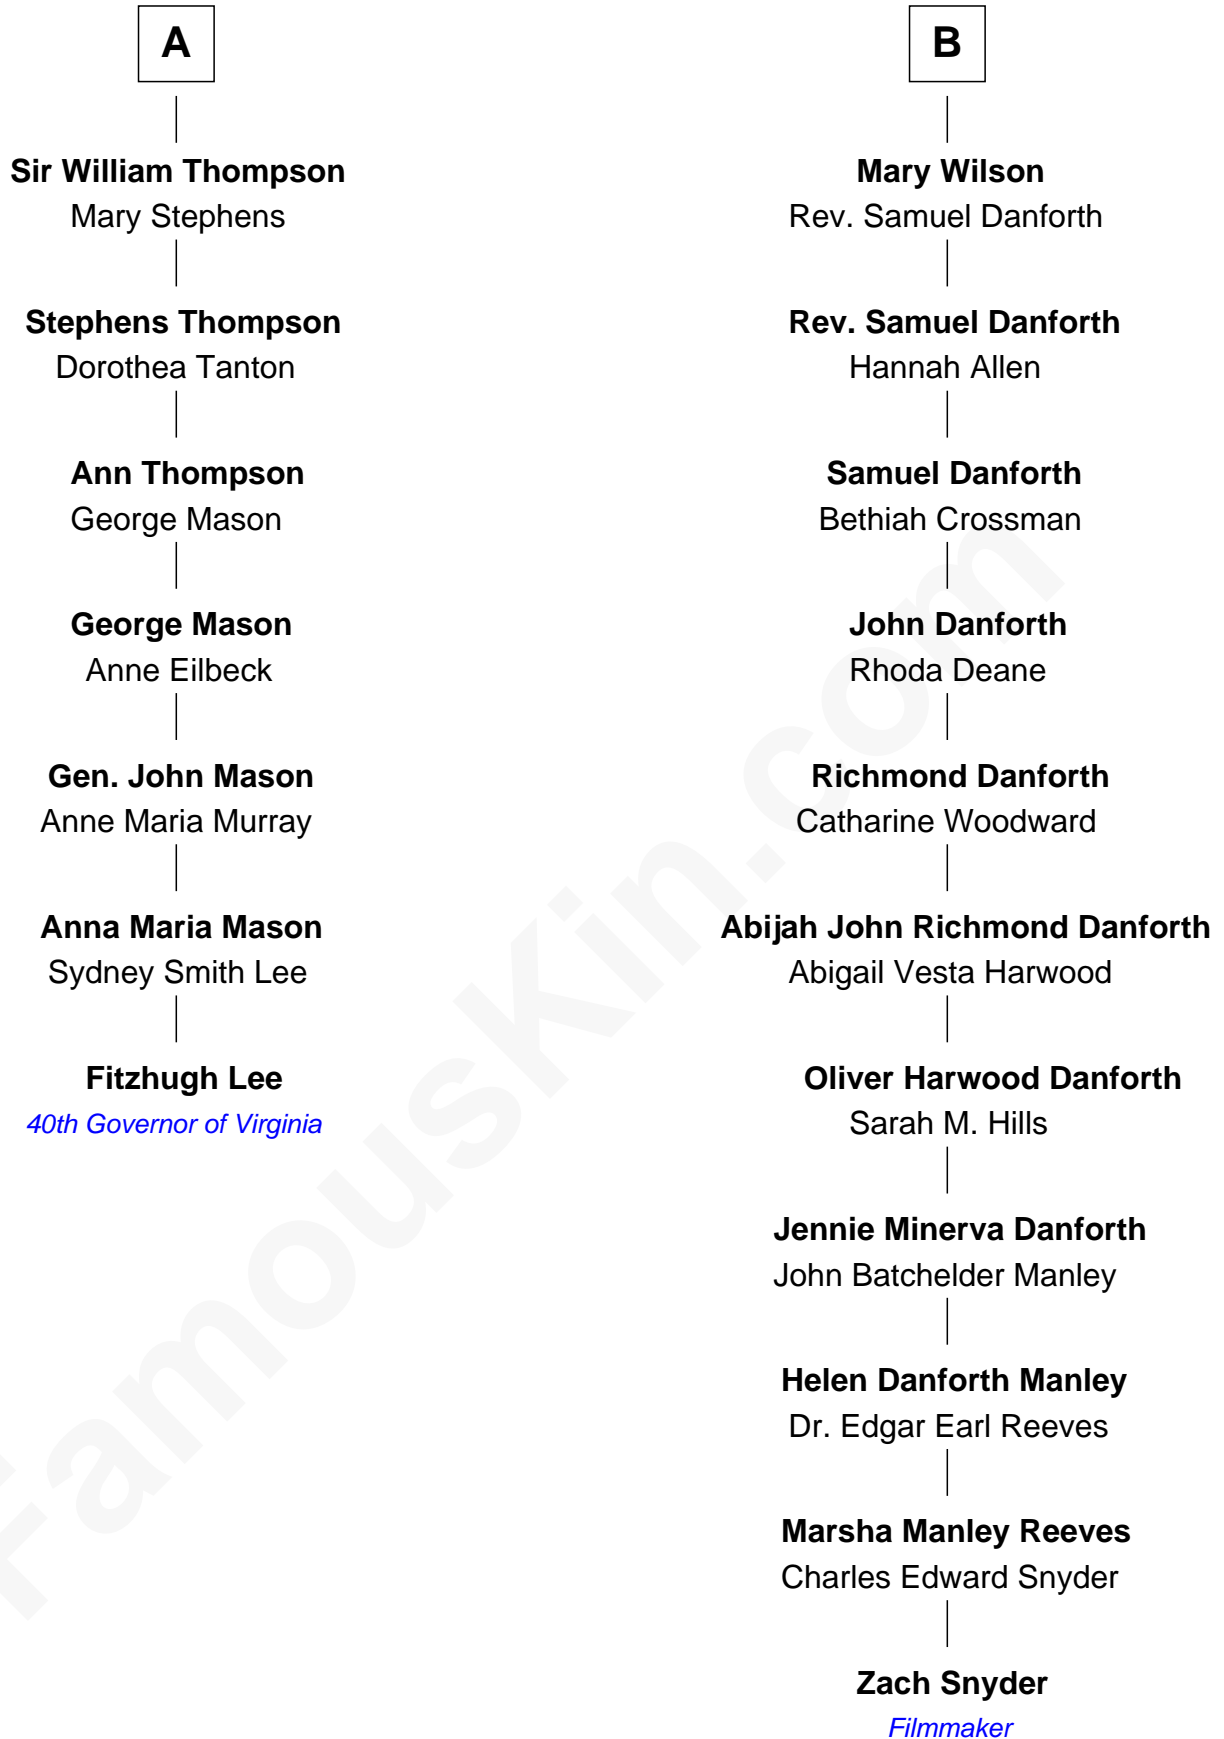 A
Sir William Thompson
Mary Stephens
Stephens Thompson
Dorothea Tanton
Ann Thompson
George Mason
George Mason
Anne Eilbeck
Gen. John Mason
Anne Maria Murray
Anna Maria Mason
Sydney Smith Lee
Fitzhugh Lee
40th Governor of Virginia
B
Mary Wilson
Rev. Samuel Danforth
Rev. Samuel Danforth
Hannah Allen
Samuel Danforth
Bethiah Crossman
John Danforth
Rhoda Deane
Richmond Danforth
Catharine Woodward
Abijah John Richmond Danforth
Abigail Vesta Harwood
Oliver Harwood Danforth
Sarah M. Hills
Jennie Minerva Danforth
John Batchelder Manley
Helen Danforth Manley
Dr. Edgar Earl Reeves
Marsha Manley Reeves
Charles Edward Snyder
Zach Snyder
Filmmaker
FamousKin.com